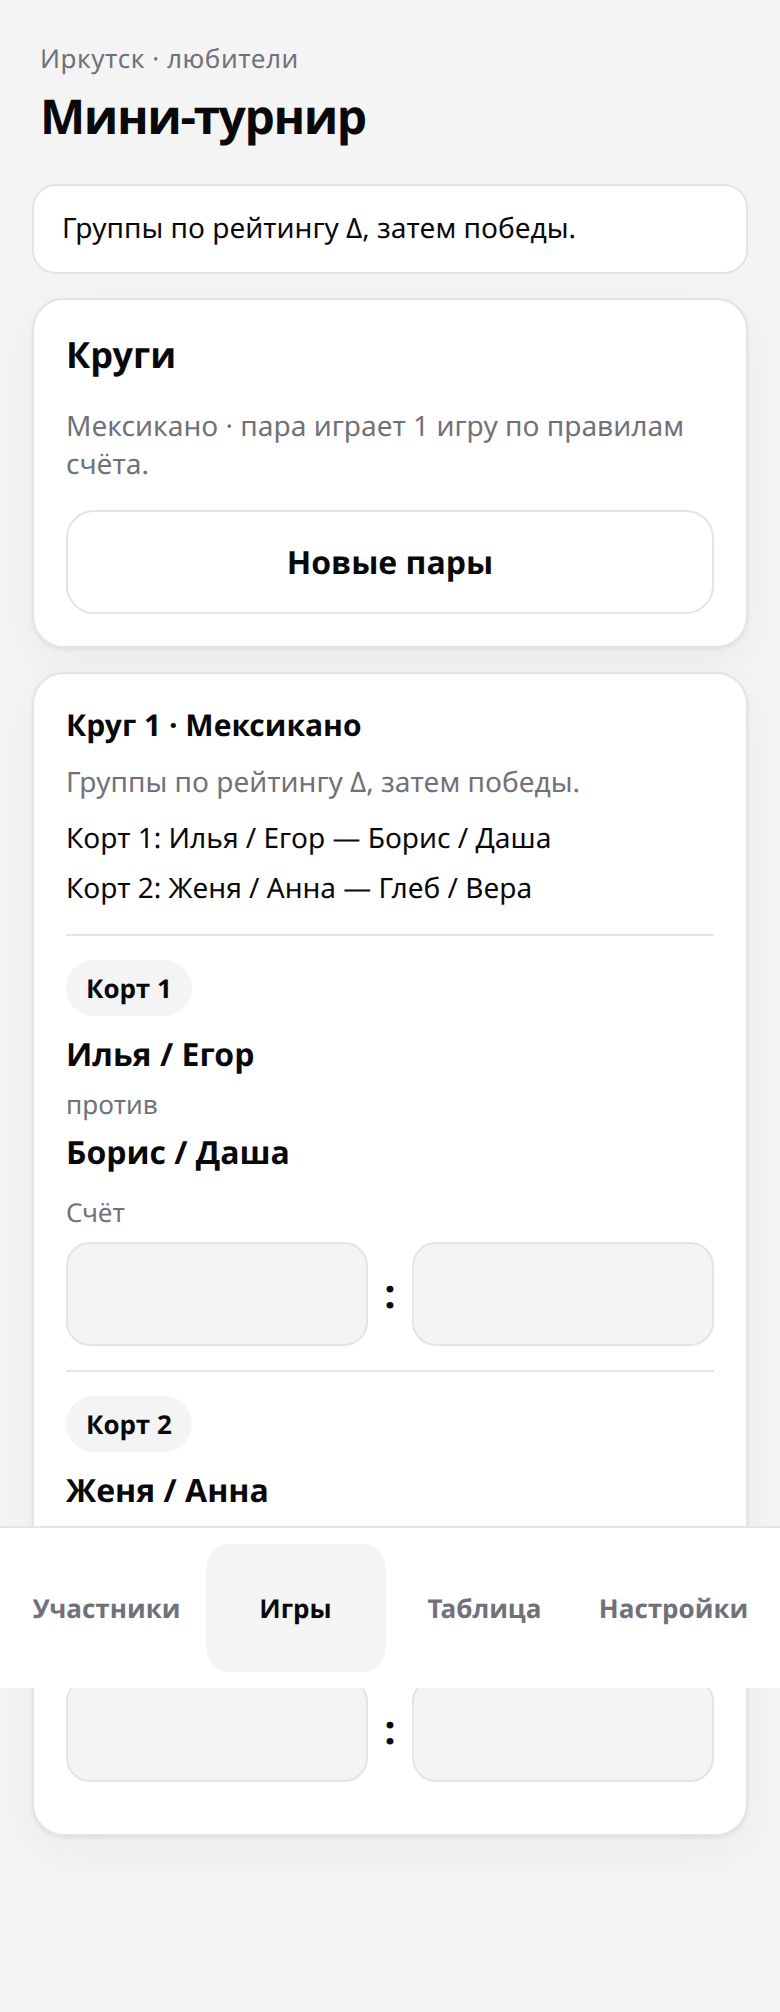 Иркутск · любители
Мини-турнир
Группы по рейтингу Δ, затем победы.
Круги
Мексикано · пара играет 1 игру по правилам
счёта.
Новые пары
Круг 1 · Мексикано
Группы по рейтингу Δ, затем победы.
Корт 1: Илья / Егор — Борис / Даша
Корт 2: Женя / Анна — Глеб / Вера
Корт 1
Илья / Егор
против
Борис / Даша
Счёт
:
Корт 2
Женя / Анна
Участники
Игры
Таблица
Настройки
: